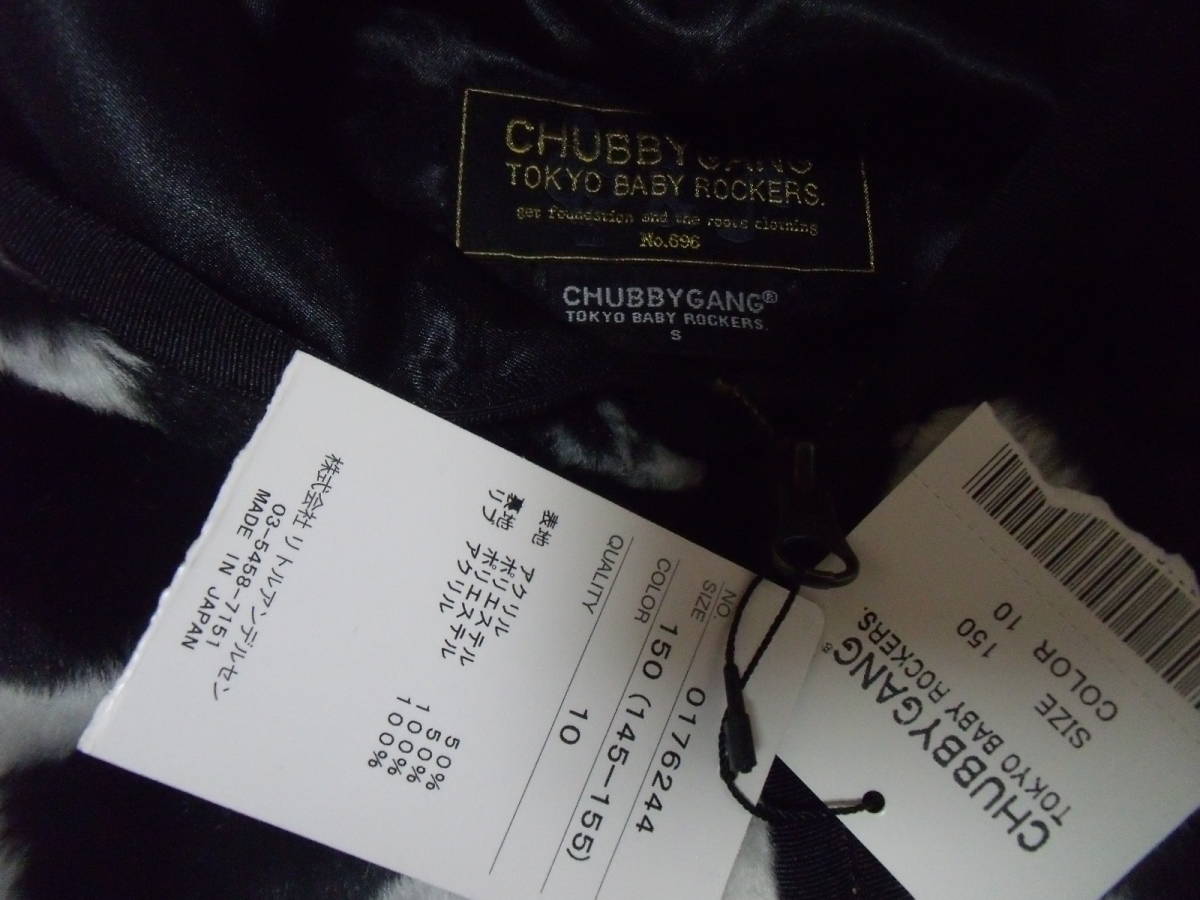 CHUBBYGANG
TOKYO BABY ROCKERS.
get foundation and the roots clothing
No.696
CHUBBYGANG®
TOKYO BABY ROCKERS.
S
NO. 0176244
SIZE 150 (145-155)
COLOR 10
QUALITY
表地 アクリル 50%
ポリエステル 50%
裏地 ポリエステル 100%
リブ アクリル 100%
株式会社 リトルアンデルセン
03-5458-7151
MADE IN JAPAN
CHUBBYGANG®
TOKYO BABY ROCKERS.
SIZE 150
COLOR 10